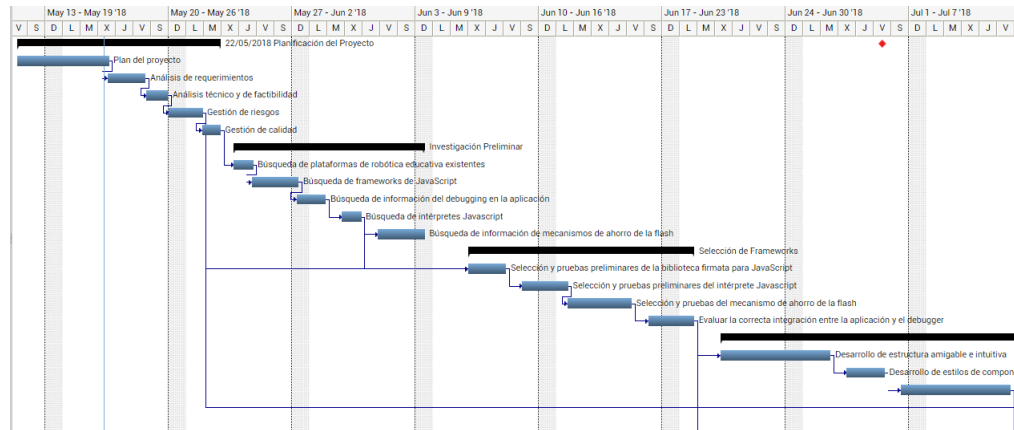 May 13 - May 19 '18 May 20 - May 26 '18 May 27 - Jun 2 '18 Jun 3 - Jun 9 '18 Jun 10 - Jun 16 '18 Jun 17 - Jun 23 '18 Jun 24 - Jun 30 '18 Jul 1 - Jul 7 '18
V S D L M X J V S D L M X J V S D L M X J V S D L M X J V S D L M X J V S D L M X J V S D L M X J V S D L M X J V
22/05/2018 Planificación del Proyecto
Plan del proyecto
Análisis de requerimientos
Análisis técnico y de factibilidad
Gestión de riesgos
Gestión de calidad
Investigación Preliminar
Búsqueda de plataformas de robótica educativa existentes
Búsqueda de frameworks de JavaScript
Búsqueda de información del debugging en la aplicación
Búsqueda de intérpretes Javascript
Búsqueda de información de mecanismos de ahorro de la flash
Selección de Frameworks
Selección y pruebas preliminares de la biblioteca firmata para JavaScript
Selección y pruebas preliminares del intérprete Javascript
Selección y pruebas del mecanismo de ahorro de la flash
Evaluar la correcta integración entre la aplicación y el debugger
Desarrollo de estructura amigable e intuitiva
Desarrollo de estilos de compon